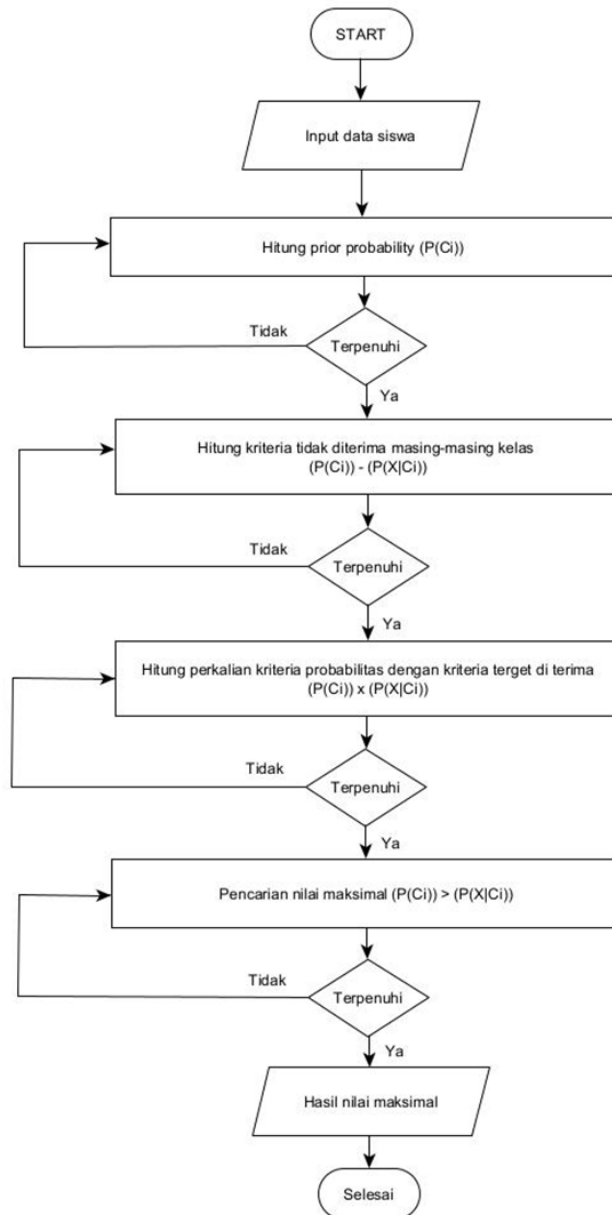 START
Input data siswa
Hitung prior probability (P(Ci))
Tidak
Terpenuhi
Ya
Hitung kriteria tidak diterima masing-masing kelas
(P(Ci)) - (P(X|Ci))
Tidak
Terpenuhi
Ya
Hitung perkalian kriteria probabilitas dengan kriteria terget di terima
(P(Ci)) x (P(X|Ci))
Tidak
Terpenuhi
Ya
Pencarian nilai maksimal (P(Ci)) > (P(X|Ci))
Tidak
Terpenuhi
Ya
Hasil nilai maksimal
Selesai